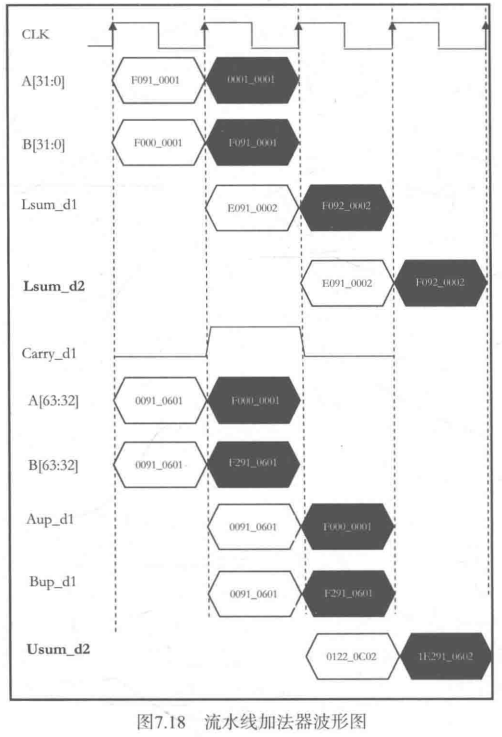 CLK
A[31:0] F091_0001 0001_0001
B[31:0] F000_0001 F091_0001
Lsum_d1 E091_0002 F092_0002
Lsum_d2 E091_0002 F092_0002
Carry_d1
A[63:32] 0091_0601 F000_0001
B[63:32] 0091_0601 F291_0601
Aup_d1 0091_0601 F000_0001
Bup_d1 0091_0601 F291_0601
Usum_d2 0122_0C02 1E291_0602
图7.18 流水线加法器波形图